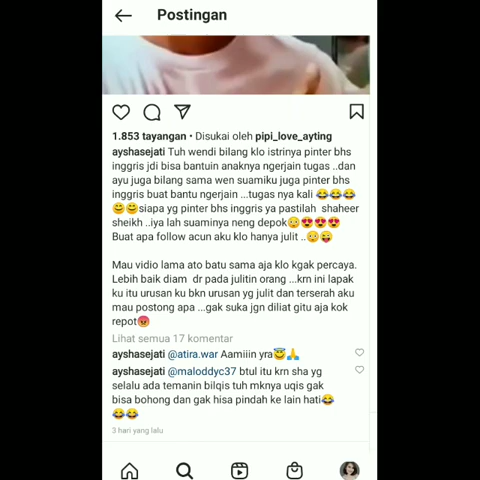 Postingan
1.853 tayangan • Disukai oleh pipi_love_ayting
ayshasejati Tuh wendi bilang klo istrinya pinter bhs
inggris jdi bisa bantuin anaknya ngerjain tugas ..dan
ayu juga bilang sama wen suamiku juga pinter bhs
inggris buat bantu ngerjain ...tugas nya kali 😂😂😂
😊😊siapa yg pinter bhs inggris ya pastilah shaheer
sheikh ..iya lah suaminya neng depok😳😍😍😍
Buat apa follow acun aku klo hanya julit ..😳😜
Mau vidio lama ato batu sama aja klo kgak percaya.
Lebih baik diam dr pada julitin orang ...krn ini lapak
ku itu urusan ku bkn urusan yg julit dan terserah aku
mau postong apa ...gak suka jgn diliat gitu aja kok
repot😡
Lihat semua 17 komentar
ayshasejati @atira.war Aamiiin yra😇🙏
ayshasejati @maloddyc37 btul itu krn sha yg
selalu ada temanin bilqis tuh mknya uqis gak
bisa bohong dan gak hisa pindah ke lain hati😂
😂😂
3 hari yang lalu